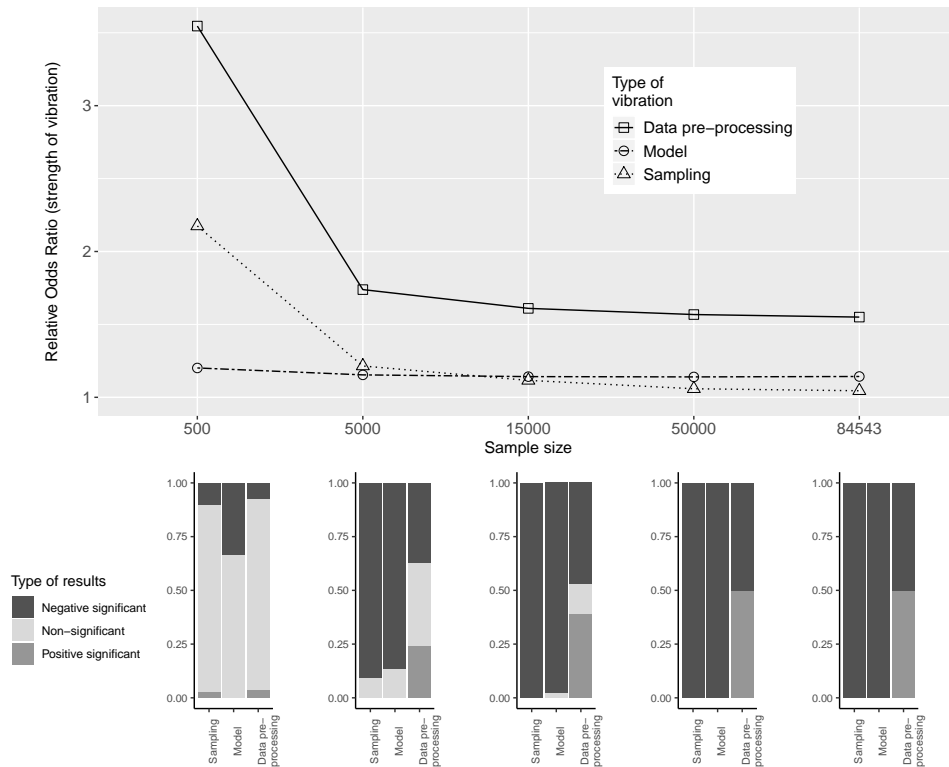 Relative Odds Ratio (strength of vibration)
3
2
1
Type of
vibration
Data pre−processing
Model
Sampling
500
5000
15000
50000
84543
Sample size
Type of results
Negative significant
Non−significant
Positive significant
1.00
0.75
0.50
0.25
0.00
Sampling
Model
Data pre−
processing
1.00
0.75
0.50
0.25
0.00
Sampling
Model
Data pre−
processing
1.00
0.75
0.50
0.25
0.00
Sampling
Model
Data pre−
processing
1.00
0.75
0.50
0.25
0.00
Sampling
Model
Data pre−
processing
1.00
0.75
0.50
0.25
0.00
Sampling
Model
Data pre−
processing